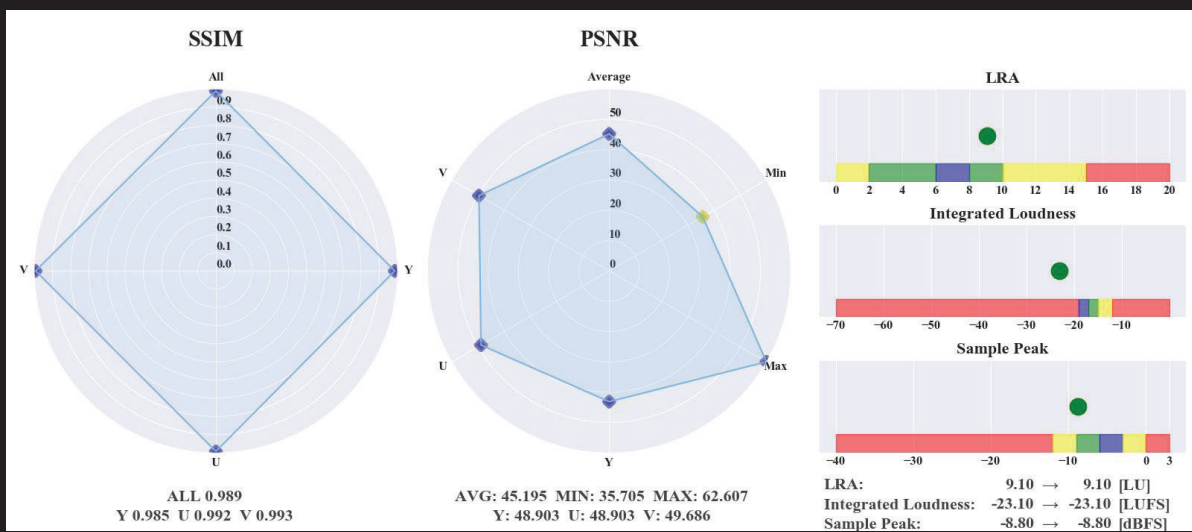 SSIM
All
0.9
0.8
0.7
0.6
0.5
0.4
0.3
0.2
0.1
0.0
V
Y
U
ALL 0.989
Y 0.985 U 0.992 V 0.993
PSNR
Average
50
40
30
20
10
0
V
Min
U
Max
Y
AVG: 45.195 MIN: 35.705 MAX: 62.607
Y: 48.903 U: 48.903 V: 49.686
LRA
0 2 4 6 8 10 12 14 16 18 20
Integrated Loudness
−70 −60 −50 −40 −30 −20 −10
Sample Peak
−40 −30 −20 −10 0 3
LRA: 9.10 → 9.10 [LU]
Integrated Loudness: -23.10 → -23.10 [LUFS]
Sample Peak: -8.80 → -8.80 [dBFS]